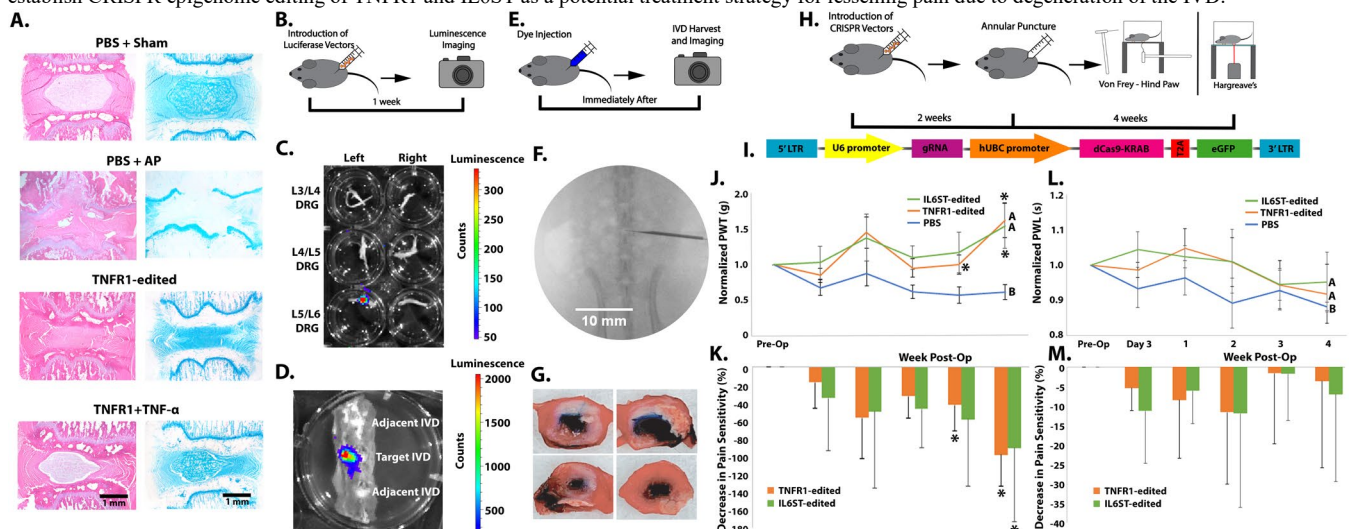 establish CRISPR epigenome editing of TNFR1 and IL6ST as a potential treatment strategy for lessening pain due to degeneration of the IVD.
A.
PBS + Sham
PBS + AP
TNFR1-edited
TNFR1+TNF-α
1 mm
1 mm
B.
Introduction of
Luciferase Vectors
Luminescence
Imaging
1 week
C.
Left
Right
L3/L4
DRG
L4/L5
DRG
L5/L6
DRG
Luminescence
300
250
200
150
100
50
Counts
D.
Adjacent IVD
Target IVD
Adjacent IVD
Luminescence
2000
1500
1000
500
Counts
E.
Dye Injection
IVD Harvest
and Imaging
Immediately After
F.
10 mm
G.
H.
Introduction of
CRISPR Vectors
Annular Puncture
Von Frey - Hind Paw
Hargreave's
2 weeks
4 weeks
I.
5' LTR
U6 promoter
gRNA
hUBC promoter
dCas9-KRAB
T2A
eGFP
3' LTR
J.
Normalized PWT (g)
2.0
1.5
1.0
0.5
0
IL6ST-edited
TNFR1-edited
PBS
*
A
A
*
*
B
Pre-Op
L.
Normalized PWL (s)
1.2
1.1
1.0
0.9
0.8
IL6ST-edited
TNFR1-edited
PBS
A
A
B
Pre-Op
Day 3
1
2
3
4
K.
Week Post-Op
Decrease in Pain Sensitivity (%)
0
-20
-40
-60
-80
-100
-120
-140
-160
-180
*
*
*
TNFR1-edited
IL6ST-edited
M.
Week Post-Op
Decrease in Pain Sensitivity (%)
0
-5
-10
-15
-20
-25
-30
-35
-40
TNFR1-edited
IL6ST-edited